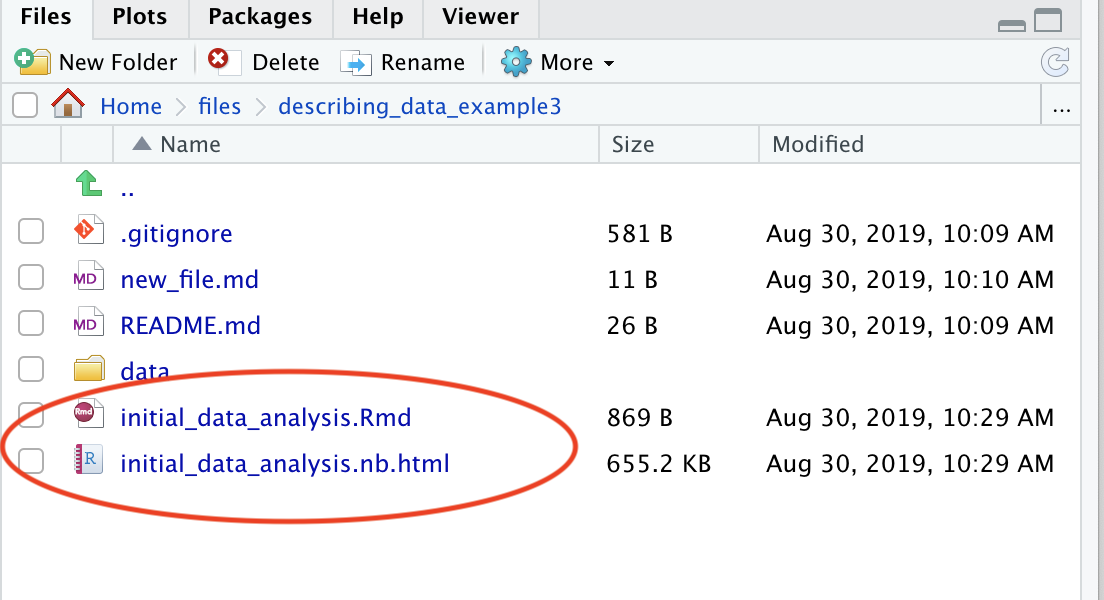 Files Plots Packages Help Viewer
New Folder Delete Rename More
Home files describing_data_example3 ...
Name Size Modified
..
.gitignore 581 B Aug 30, 2019, 10:09 AM
MD new_file.md 11 B Aug 30, 2019, 10:10 AM
MD README.md 26 B Aug 30, 2019, 10:09 AM
data
Rmd initial_data_analysis.Rmd 869 B Aug 30, 2019, 10:29 AM
R initial_data_analysis.nb.html 655.2 KB Aug 30, 2019, 10:29 AM